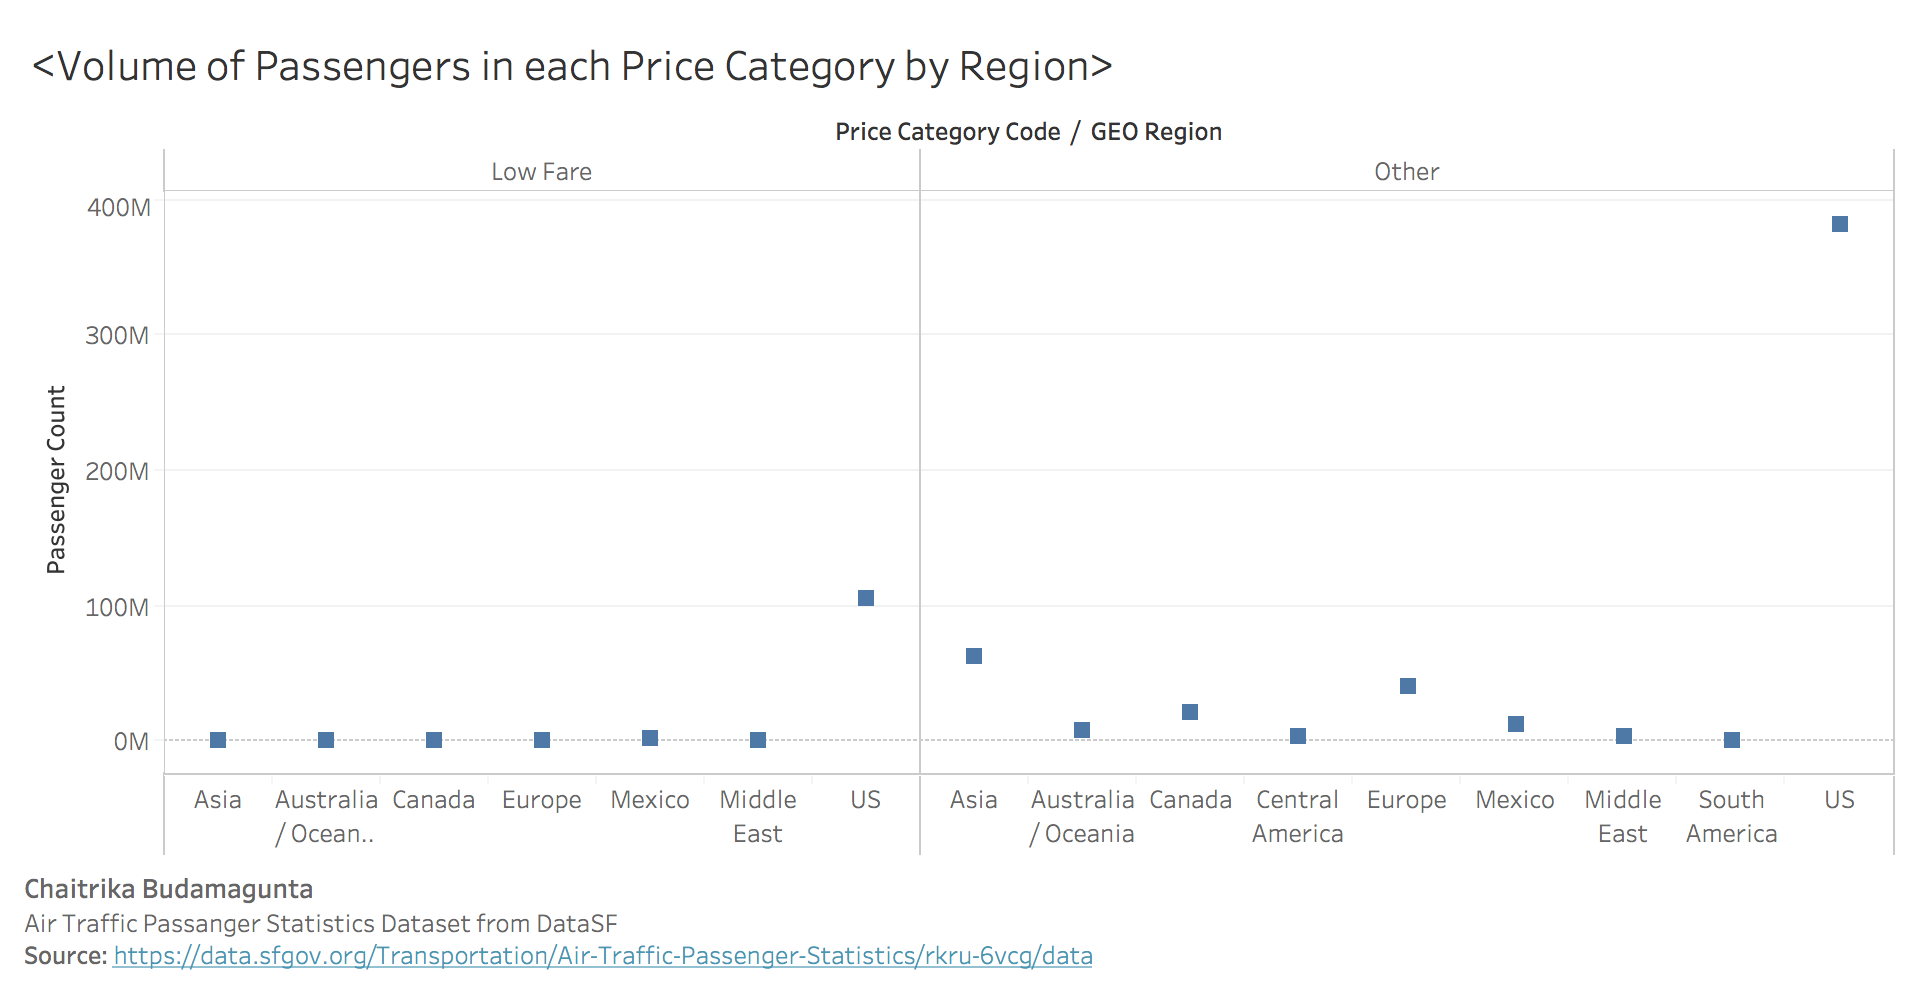 <Volume of Passengers in each Price Category by Region>
Price Category Code / GEO Region
Low Fare Other
400M
300M
200M
100M
0M
Passenger Count
Asia Australia Canada Europe Mexico Middle US Asia Australia Canada Central Europe Mexico Middle South US
/ Ocean.. East / Oceania America East America
Chaitrika Budamagunta
Air Traffic Passanger Statistics Dataset from DataSF
Source: https://data.sfgov.org/Transportation/Air-Traffic-Passenger-Statistics/rkru-6vcg/data